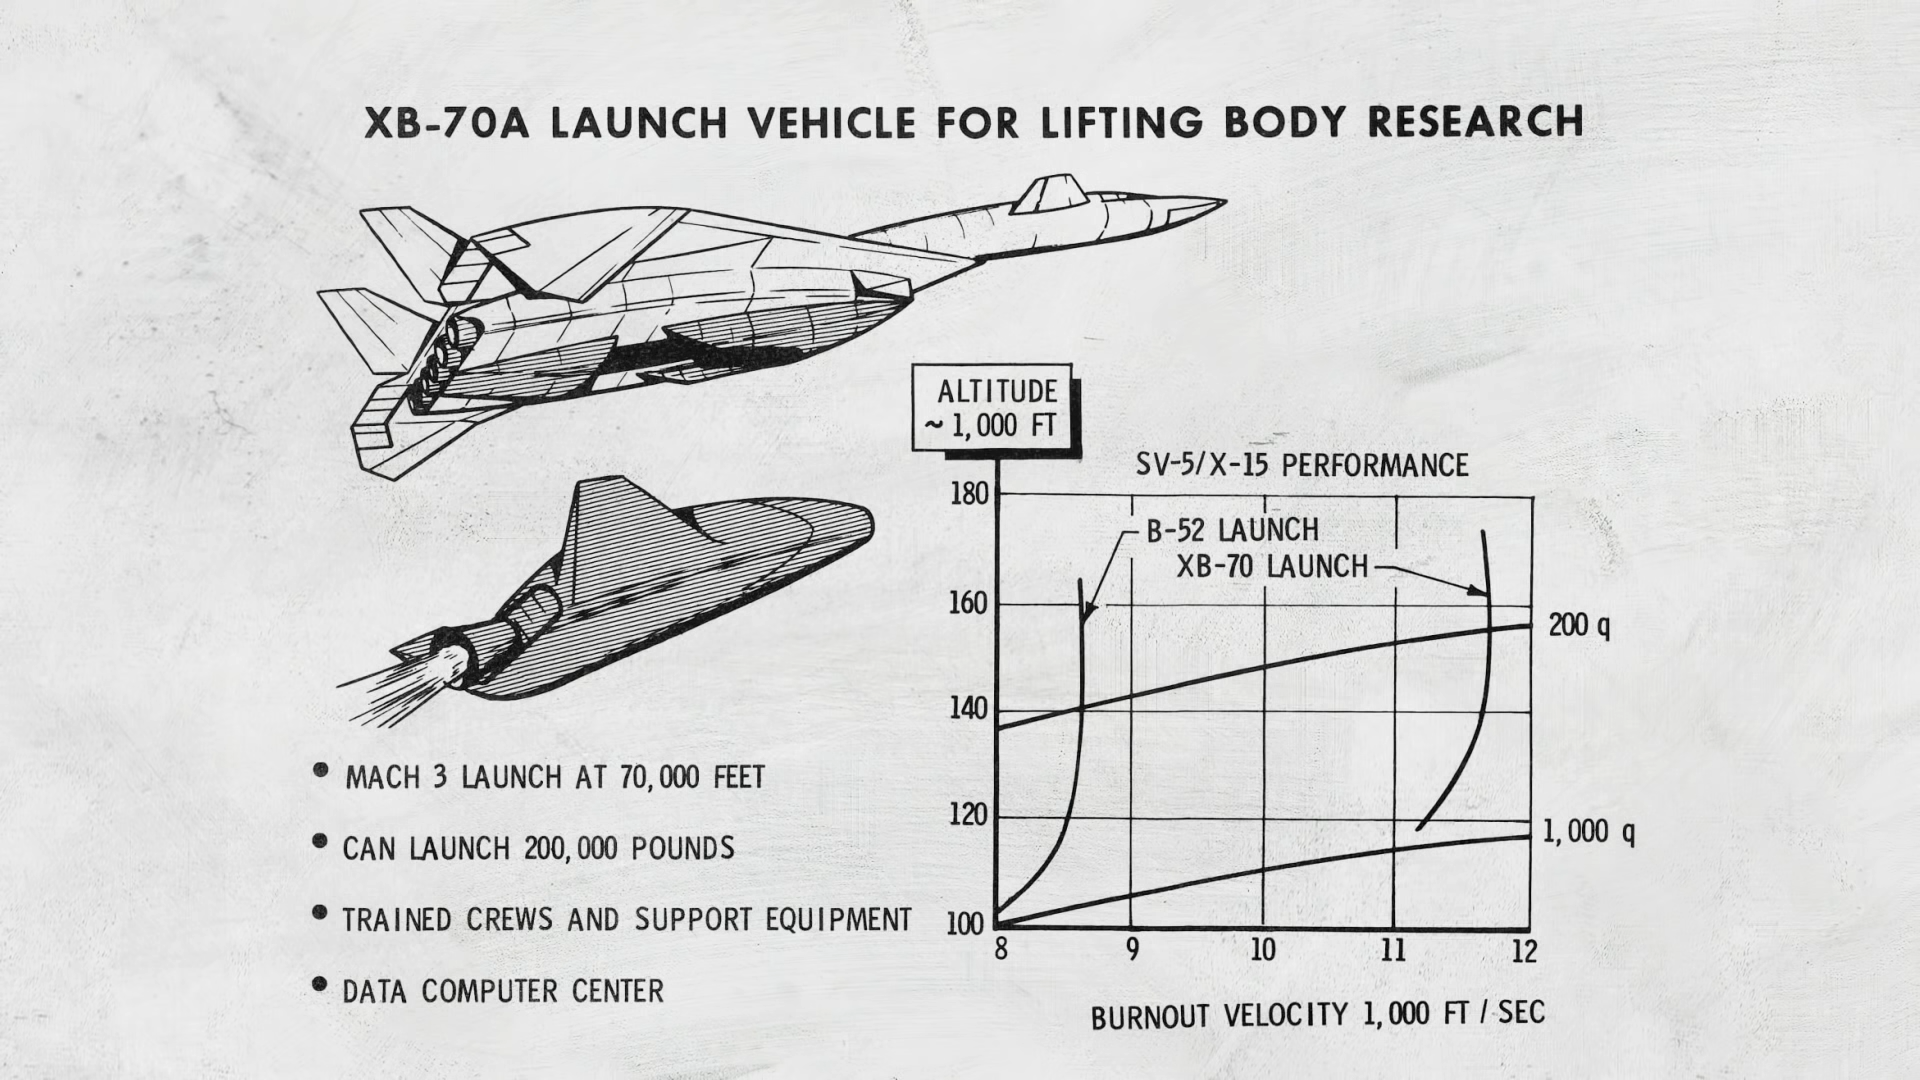 XB-70A LAUNCH VEHICLE FOR LIFTING BODY RESEARCH
ALTITUDE
~ 1,000 FT
SV-5/X-15 PERFORMANCE
180
B-52 LAUNCH
XB-70 LAUNCH
160
200 q
140
120
1,000 q
100
8 9 10 11 12
BURNOUT VELOCITY 1,000 FT / SEC
• MACH 3 LAUNCH AT 70,000 FEET
• CAN LAUNCH 200,000 POUNDS
• TRAINED CREWS AND SUPPORT EQUIPMENT
• DATA COMPUTER CENTER